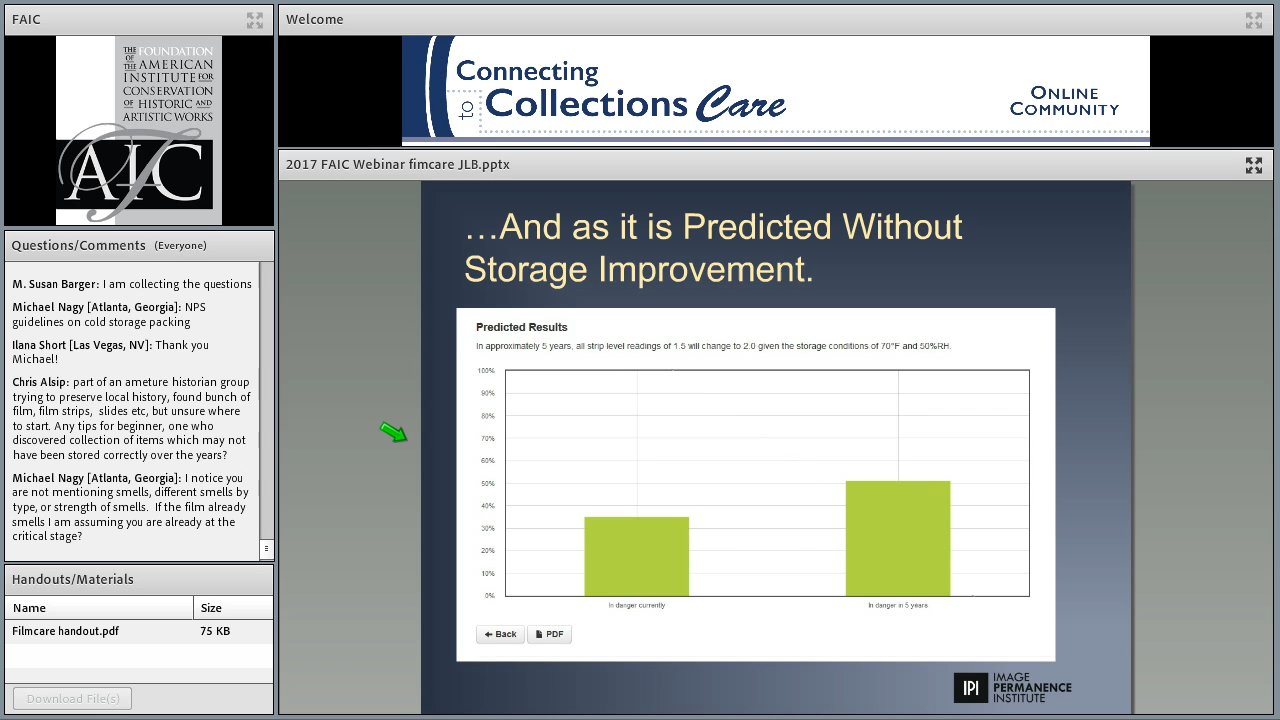 FAIC
THE FOUNDATION
OF THE AMERICAN
INSTITUTE FOR
CONSERVATION
OF HISTORIC AND
ARTISTIC WORKS
AIC
Welcome
Connecting
to Collections Care
ONLINE
COMMUNITY
Questions/Comments (Everyone)
M. Susan Barger: I am collecting the questions
Michael Nagy [Atlanta, Georgia]: NPS
guidelines on cold storage packing
Ilana Short [Las Vegas, NV]: Thank you
Michael!
Chris Alsip: part of an ameture historian group
trying to preserve local history, found bunch of
film, film strips, slides etc, but unsure where
to start. Any tips for beginner, one who
discovered collection of items which may not
have been stored correctly over the years?
Michael Nagy [Atlanta, Georgia]: I notice you
are not mentioning smells, different smells by
type, or strength of smells. If the film already
smells I am assuming you are already at the
critical stage?
Handouts/Materials
Name Size
Filmcare handout.pdf 75 KB
Download File(s)
2017 FAIC Webinar fimcare JLB.pptx
…And as it is Predicted Without
Storage Improvement.
Predicted Results
In approximately 5 years, all strip level readings of 1.5 will change to 2.0 given the storage conditions of 70°F and 50%RH.
100%
90%
80%
70%
60%
50%
40%
30%
20%
10%
0%
In danger currently In danger in 5 years
Back PDF
IPI
IMAGE
PERMANENCE
INSTITUTE